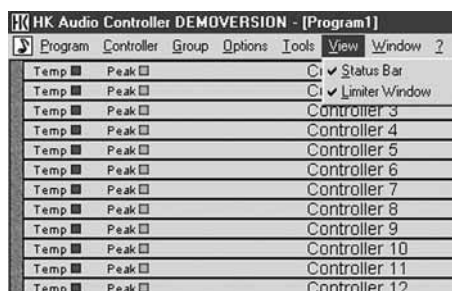 HK HK Audio Controller DEMOVERSION - [Program1]
Program Controller Group Options Tools View Window ?
Temp Peak
Status Bar
Temp Peak
Limiter Window
Temp Peak Controller 3
Temp Peak Controller 4
Temp Peak Controller 5
Temp Peak Controller 6
Temp Peak Controller 7
Temp Peak Controller 8
Temp Peak Controller 9
Temp Peak Controller 10
Temp Peak Controller 11
Temp Peak Controller 12